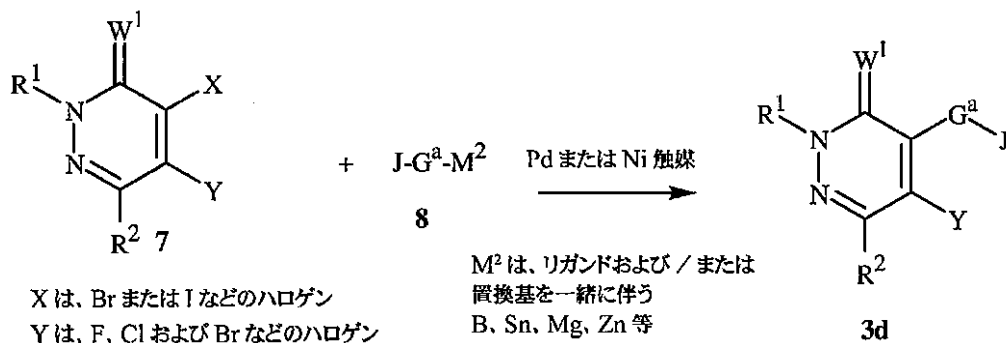 W¹
R¹
X
N
N
Y
R²
7
+
J-Gᵃ-M²
8
Pd または Ni 触媒
W¹
R¹
Gᵃ
J
N
N
Y
R²
3d
X は、Br または I などのハロゲン
Y は、F、Cl および Br などのハロゲン
M² は、リガンドおよび / または
置換基を一緒に伴う
B、Sn、Mg、Zn 等